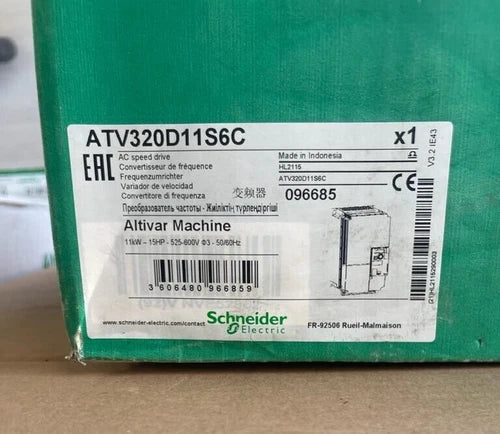 ATV320D11S6C x1
EAC
AC speed drive
Convertisseur de fréquence
Frequenzumrichter
Variador de velocidad
Convertitore di frequenza 变频器
Преобразователь частоты - Жиіліктің түрлендіргіші
Made in Indonesia
HL2115
ATV320D11S6C
096685
CE
V3.2 IE43
Altivar Machine
11kW - 15HP - 525-600V Φ3 - 50/60Hz
3 606480 966859
www.schneider-electric.com/contact
Schneider
Electric
FR-92506 Rueil-Malmaison